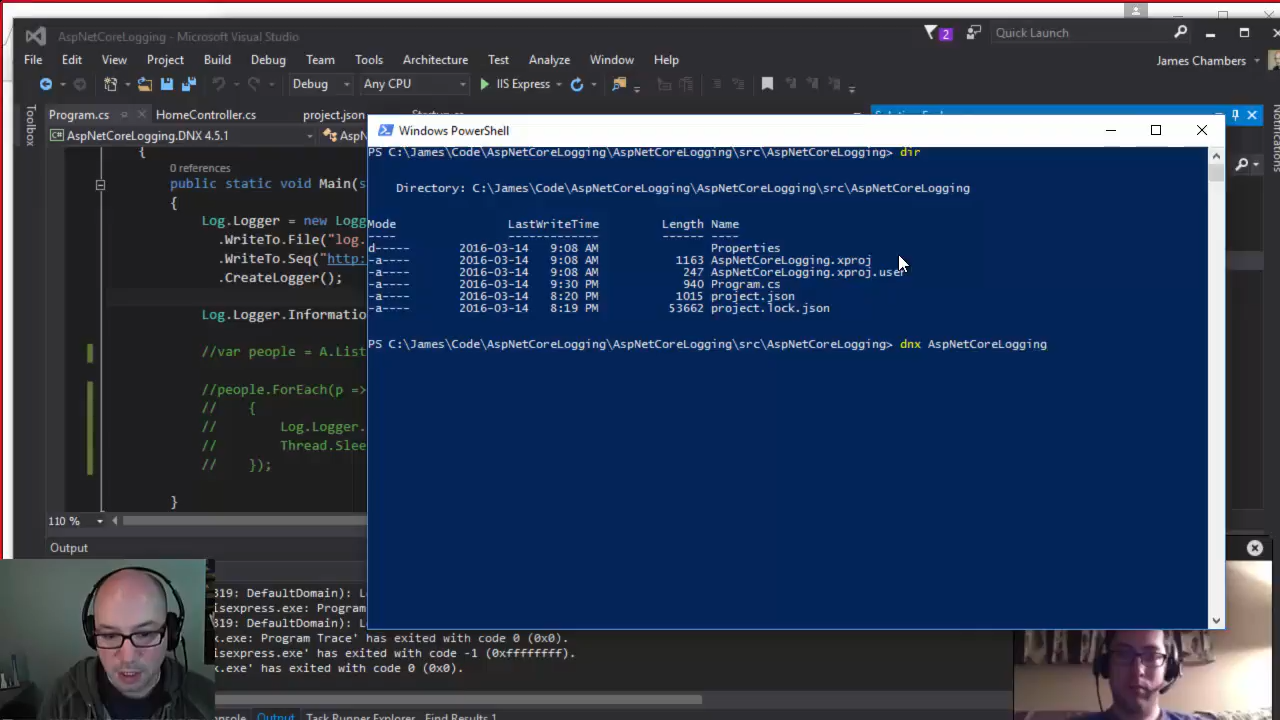 AspNetCoreLogging - Microsoft Visual Studio
2
Quick Launch
File Edit View Project Build Debug Team Tools Architecture Test Analyze Window Help
James Chambers
Debug Any CPU IIS Express
Toolbox
Notifications
Program.cs HomeController.cs project.json
AspNetCoreLogging.DNX 4.5.1
{
0 references
public static void Main(
{
Log.Logger = new
.WriteTo.File("log.
.WriteTo.Seq("http:
.CreateLogger();
Log.Logger.Informatio
//var people = A.List
//people.ForEach(p =>
// {
// Log.Logger.
// Thread.Slee
// });
}
110 %
Windows PowerShell
PS C:\James\Code\AspNetCoreLogging\AspNetCoreLogging\src\AspNetCoreLogging> dir
Directory: C:\James\Code\AspNetCoreLogging\AspNetCoreLogging\src\AspNetCoreLogging
Mode LastWriteTime Length Name
---- ------------- ------ ----
d----- 2016-03-14 9:08 AM Properties
-a---- 2016-03-14 9:08 AM 1163 AspNetCoreLogging.xproj
-a---- 2016-03-14 9:08 AM 247 AspNetCoreLogging.xproj.user
-a---- 2016-03-14 9:30 PM 940 Program.cs
-a---- 2016-03-14 8:20 PM 1015 project.json
-a---- 2016-03-14 8:19 PM 53662 project.lock.json
PS C:\James\Code\AspNetCoreLogging\AspNetCoreLogging\src\AspNetCoreLogging> dnx AspNetCoreLogging
Output
319: DefaultDomain): L
isexpress.exe: Program
319: DefaultDomain): L
.exe: Program Trace' has exited with code 0 (0x0).
isexpress.exe' has exited with code -1 (0xffffffff).
.exe' has exited with code 0 (0x0).
Output Task Runner Explorer Find Results 1